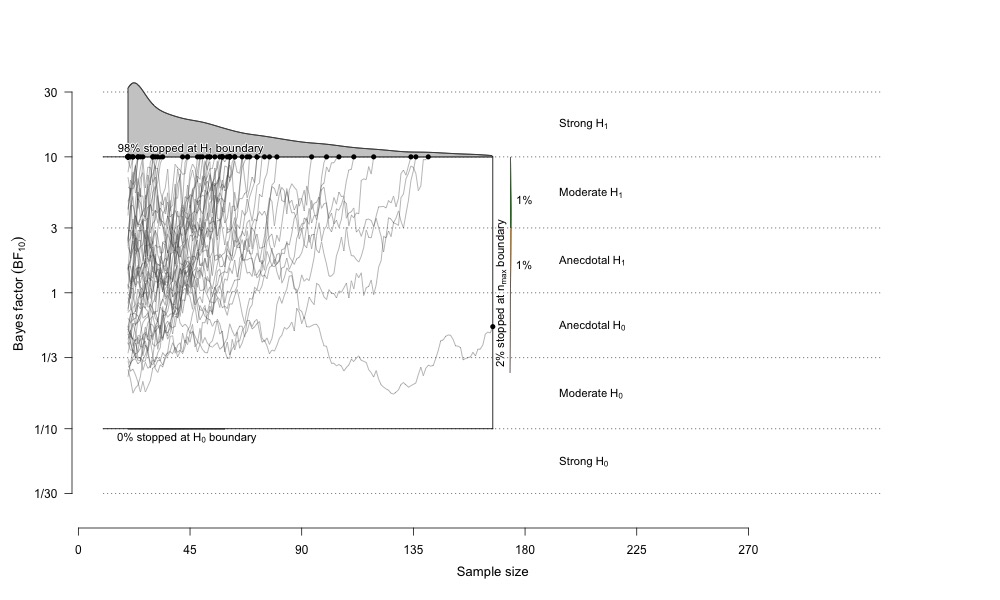 30
Strong H₁
98% stopped at H₁ boundary
10
Moderate H₁
1%
3
Anecdotal H₁
1%
1
Anecdotal H₀
1/3
Moderate H₀
1/10
0% stopped at H₀ boundary
Strong H₀
1/30
Bayes factor (BF₁₀)
2% stopped at nₘₐₓ boundary
0 45 90 135 180 225 270
Sample size